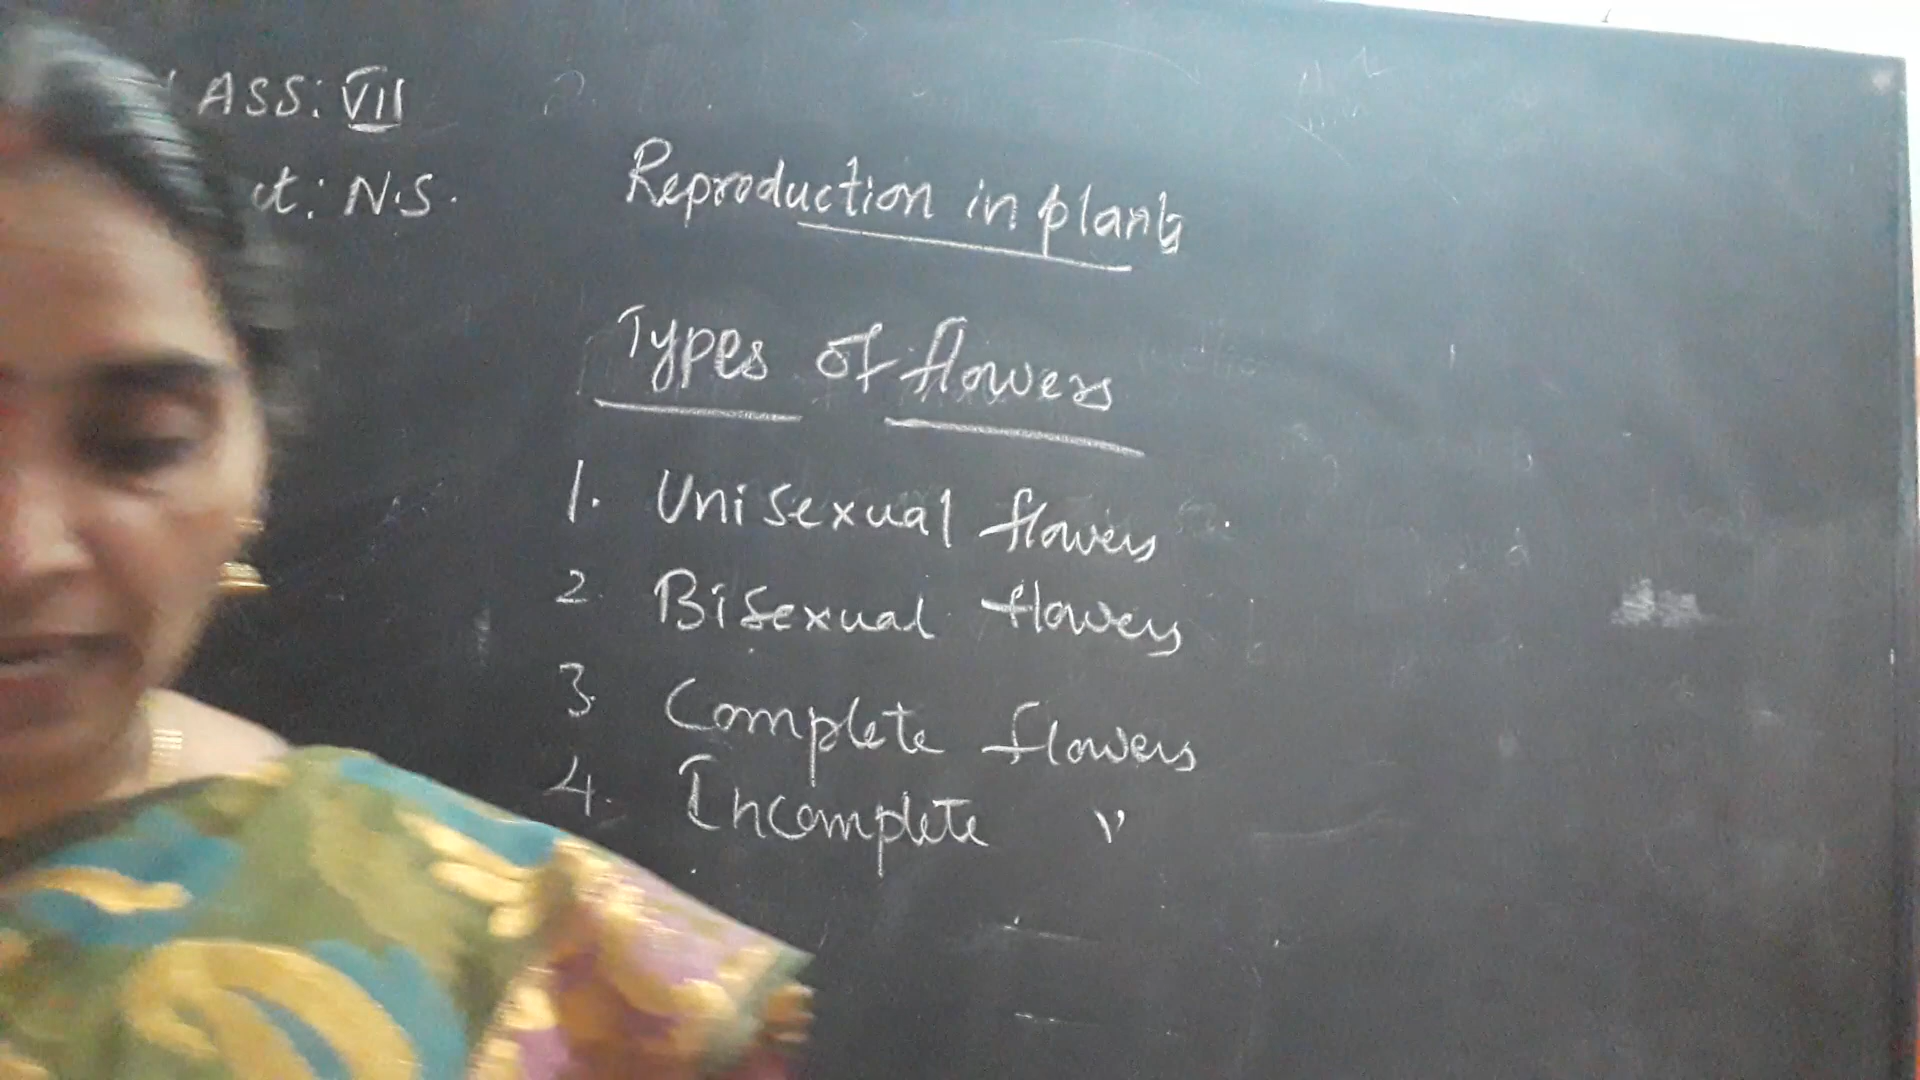 ASS: VII
ct: N.S.
Reproduction in plants
Types of flowers
1. Unisexual flowers
2. Bisexual flowers
3. Complete flowers
4. Incomplete "